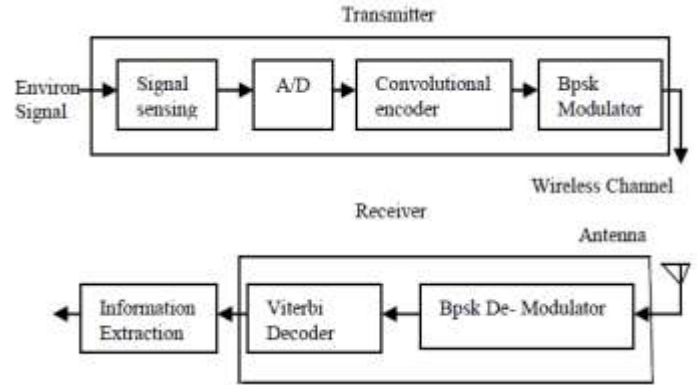 Transmitter
Environ
Signal
Signal
sensing
A/D
Convolutional
encoder
Bpsk
Modulator
Wireless Channel
Receiver
Antenna
Information
Extraction
Viterbi
Decoder
Bpsk De- Modulator